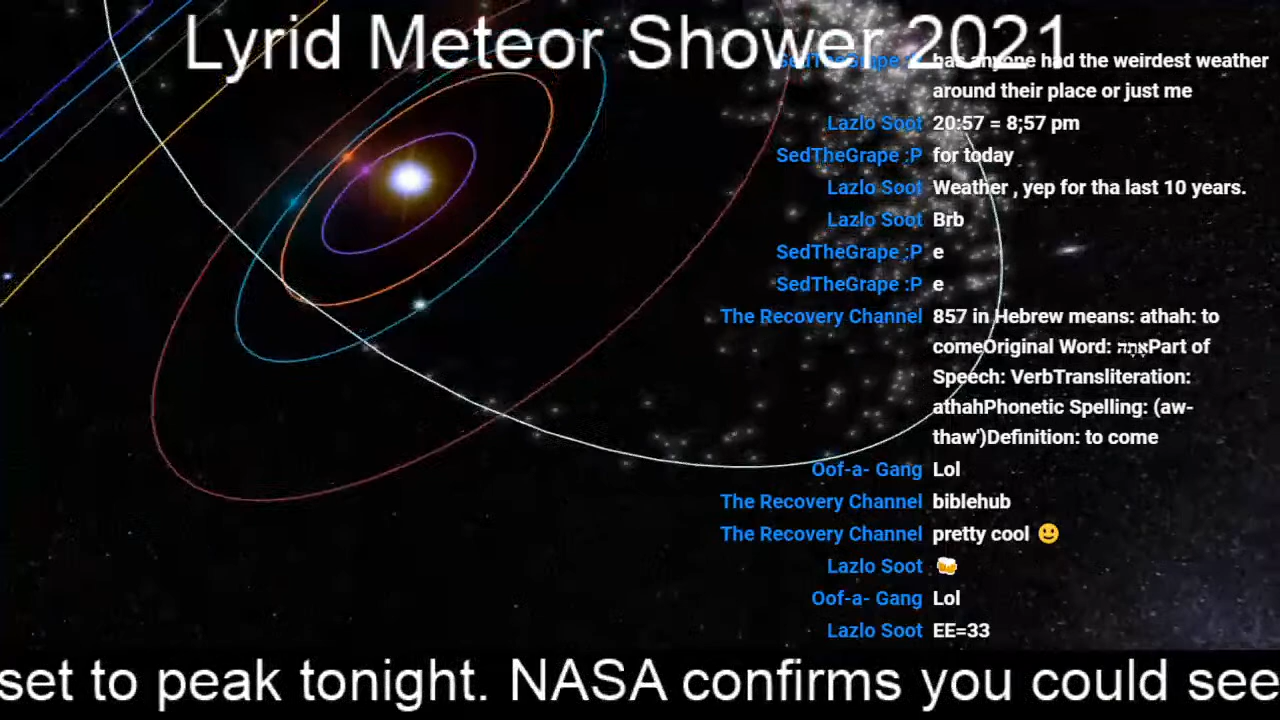 Lyrid Meteor Shower 2021
SedTheGrape :P has anyone had the weirdest weather
around their place or just me
Lazlo Soot 20:57 = 8;57 pm
SedTheGrape :P for today
Lazlo Soot Weather , yep for tha last 10 years.
Lazlo Soot Brb
SedTheGrape :P e
SedTheGrape :P e
The Recovery Channel 857 in Hebrew means: athah: to
comeOriginal Word: אָתָהPart of
Speech: VerbTransliteration:
athahPhonetic Spelling: (aw-
thaw')Definition: to come
Oof-a- Gang Lol
The Recovery Channel biblehub
The Recovery Channel pretty cool 🙂
Lazlo Soot 🍻
Oof-a- Gang Lol
Lazlo Soot EE=33
set to peak tonight. NASA confirms you could see